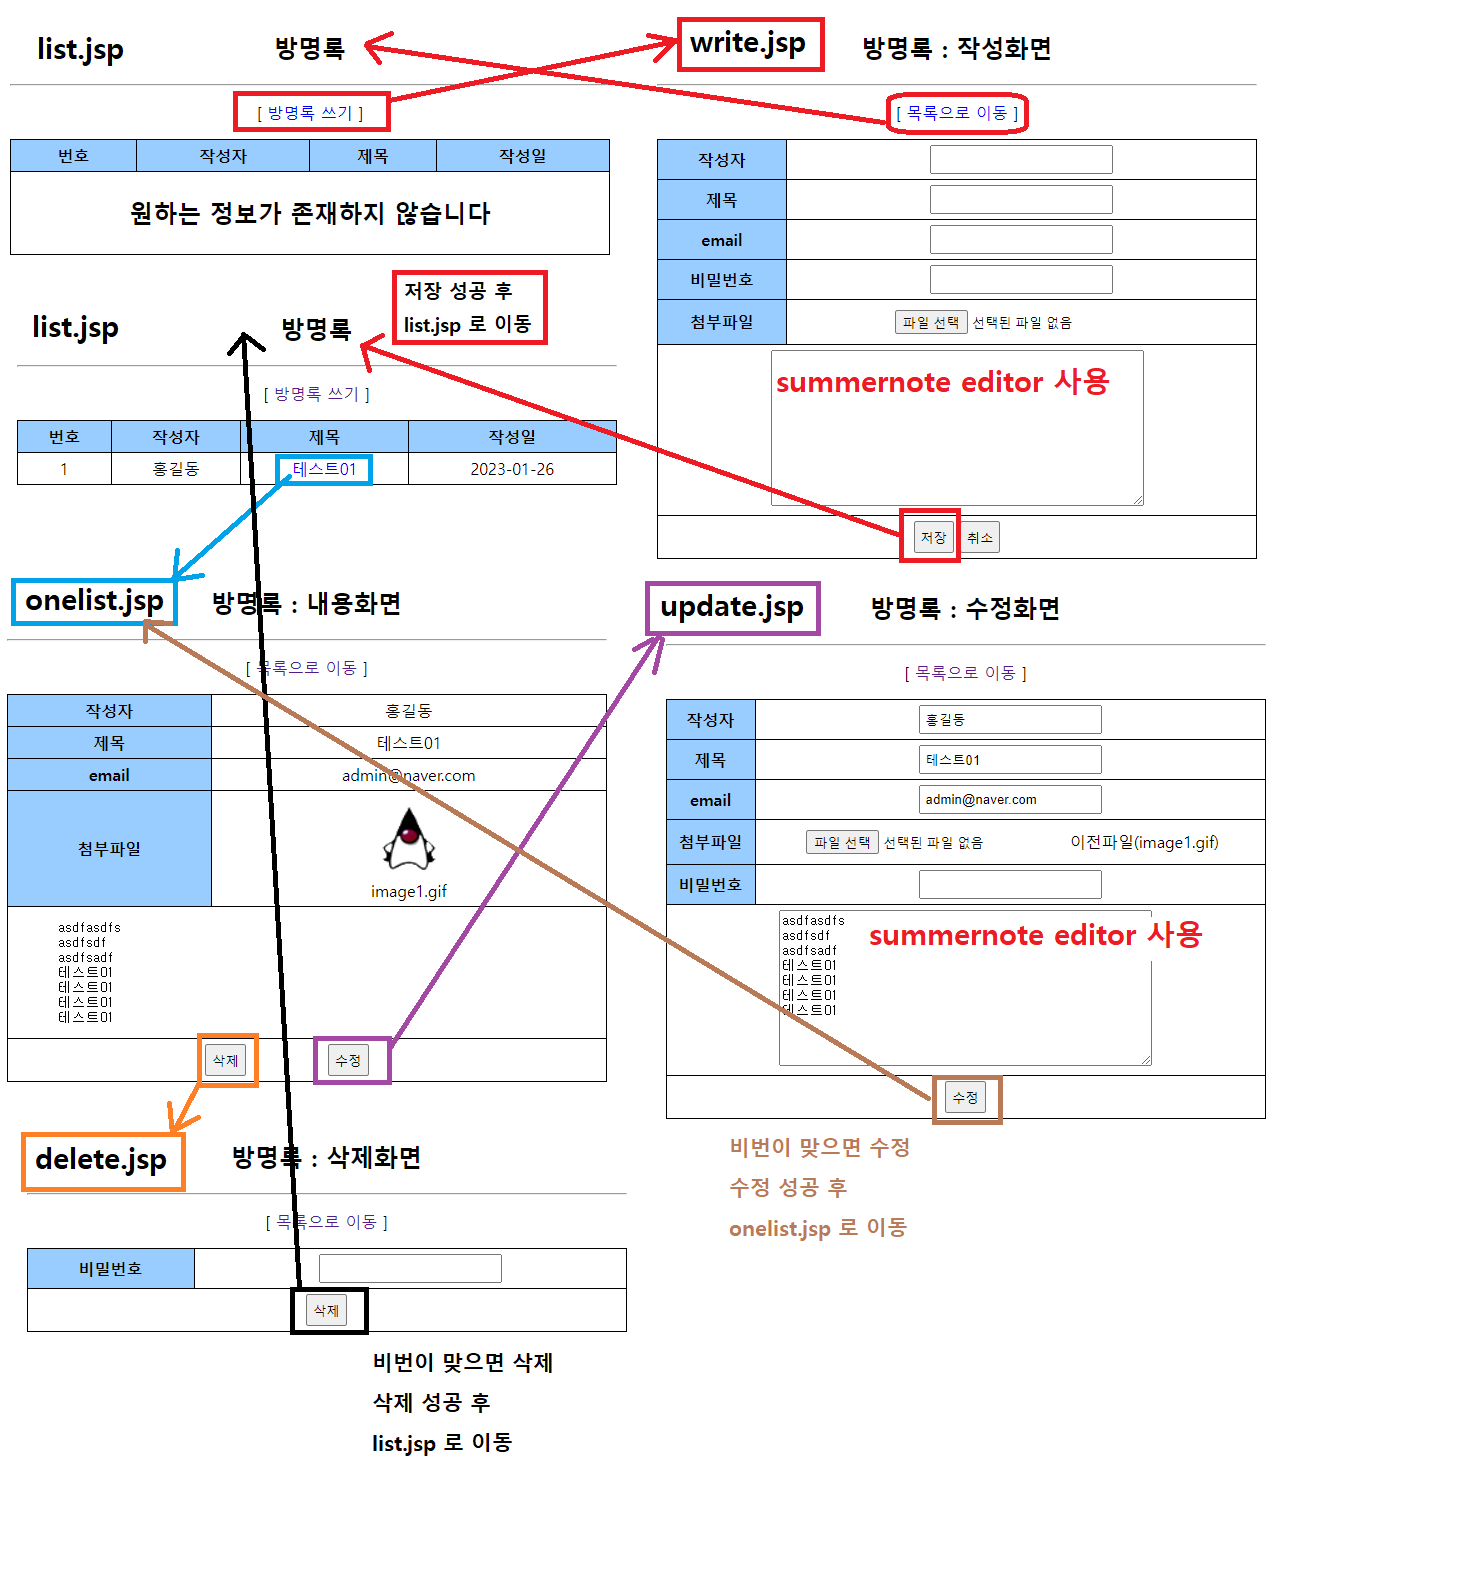 list.jsp
방명록
[ 방명록 쓰기 ]
번호 작성자 제목 작성일
원하는 정보가 존재하지 않습니다
write.jsp
방명록 : 작성화면
[ 목록으로 이동 ]
작성자
제목
email
비밀번호
첨부파일 파일 선택 선택된 파일 없음
summernote editor 사용
저장 취소
저장 성공 후
list.jsp 로 이동
list.jsp
방명록
[ 방명록 쓰기 ]
번호 작성자 제목 작성일
1 홍길동 테스트01 2023-01-26
onelist.jsp
방명록 : 내용화면
[ 목록으로 이동 ]
작성자 홍길동
제목 테스트01
email admin@naver.com
첨부파일
image1.gif
asdfasdfs
asdfsdf
asdfsadf
테스트01
테스트01
테스트01
테스트01
삭제 수정
update.jsp
방명록 : 수정화면
[ 목록으로 이동 ]
작성자 홍길동
제목 테스트01
email admin@naver.com
첨부파일 파일 선택 선택된 파일 없음 이전파일(image1.gif)
비밀번호
asdfasdfs
asdfsdf
asdfsadf
테스트01
테스트01
테스트01
테스트01
summernote editor 사용
수정
비번이 맞으면 수정
수정 성공 후
onelist.jsp 로 이동
delete.jsp
방명록 : 삭제화면
[ 목록으로 이동 ]
비밀번호
삭제
비번이 맞으면 삭제
삭제 성공 후
list.jsp 로 이동